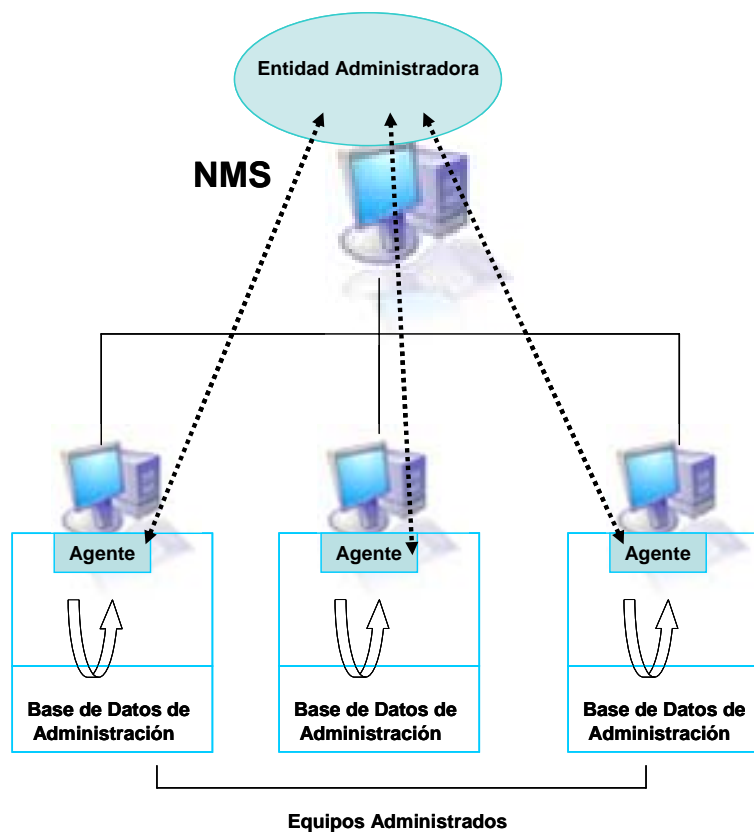 Entidad Administradora
NMS
Agente
Agente
Agente
Base de Datos de
Administración
Base de Datos de
Administración
Base de Datos de
Administración
Equipos Administrados